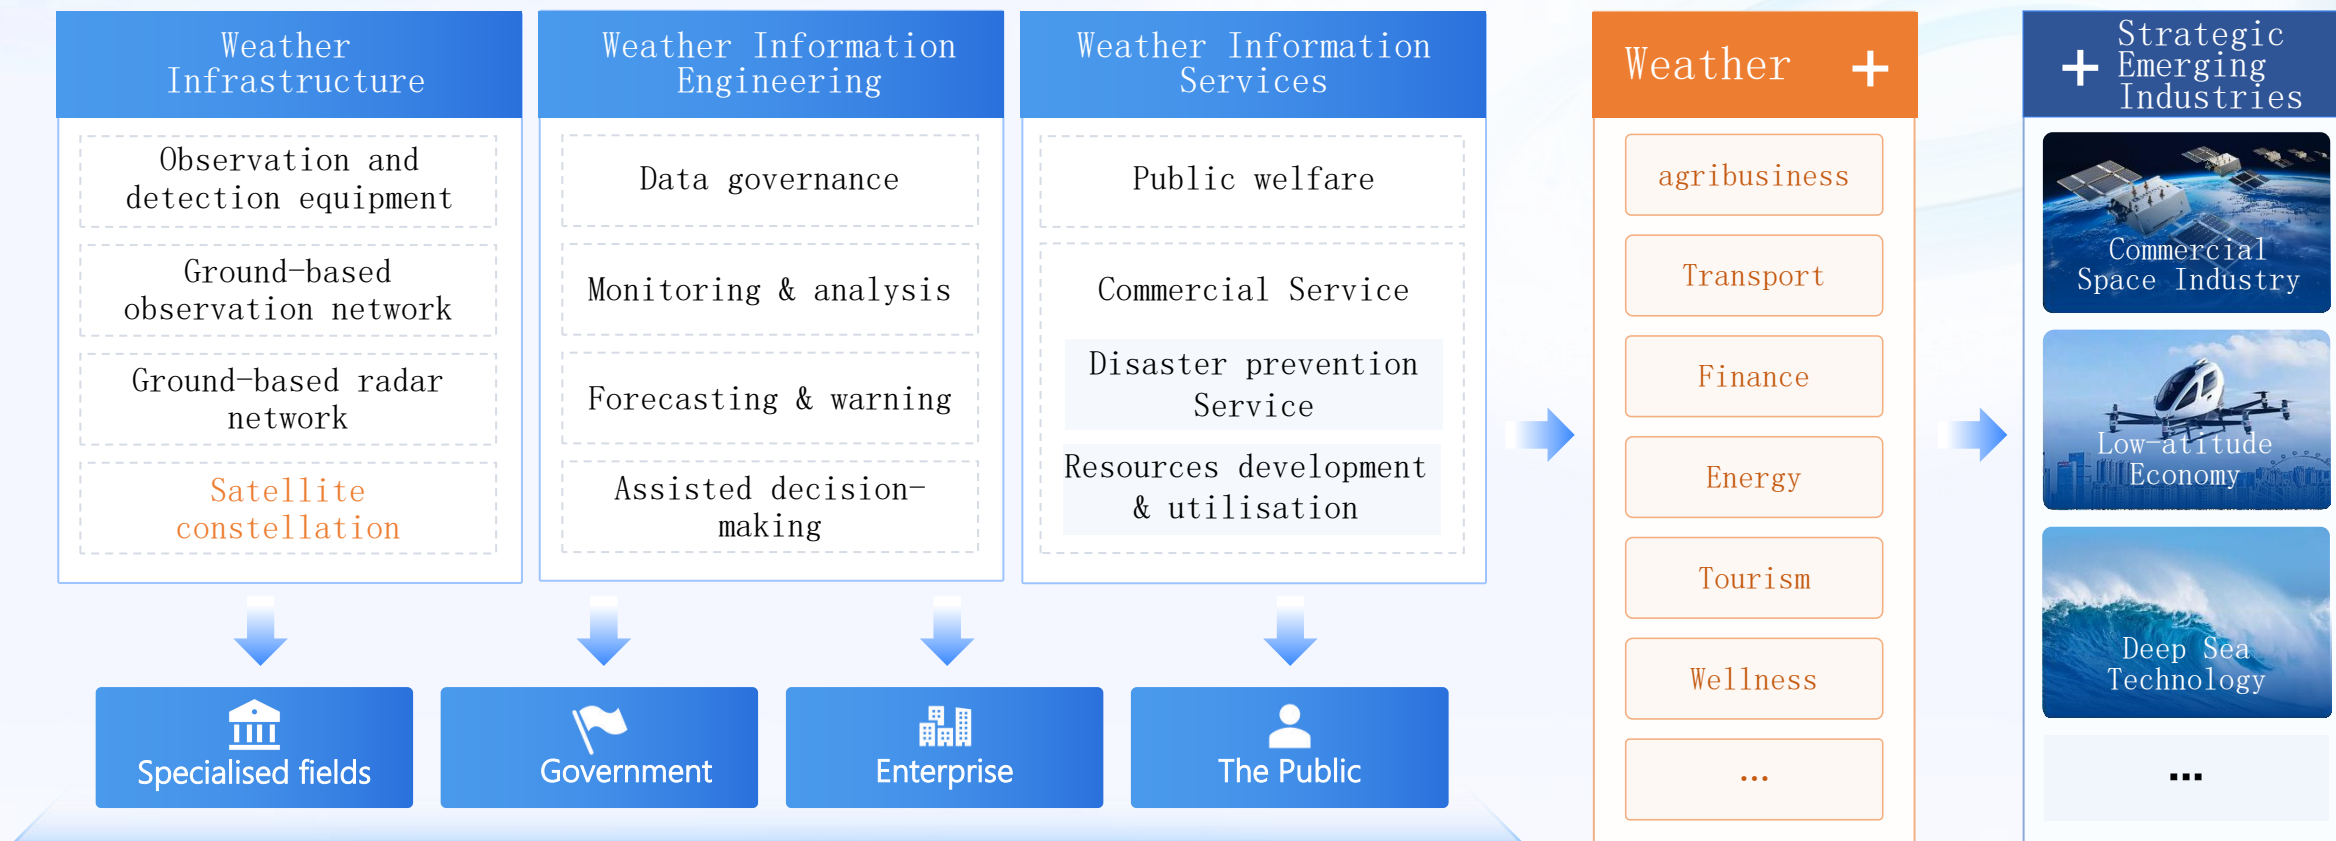 Weather
Infrastructure
Observation and
detection equipment
Ground-based
observation network
Ground-based radar
network
Satellite
constellation
Weather Information
Engineering
Data governance
Monitoring & analysis
Forecasting & warning
Assisted decision-
making
Weather Information
Services
Public welfare
Commercial Service
Disaster prevention
Service
Resources development
& utilisation
Specialised fields
Government
Enterprise
The Public
Weather +
agribusiness
Transport
Finance
Energy
Tourism
Wellness
...
+ Strategic
Emerging
Industries
Commercial
Space Industry
Low-atitude
Economy
Deep Sea
Technology
...